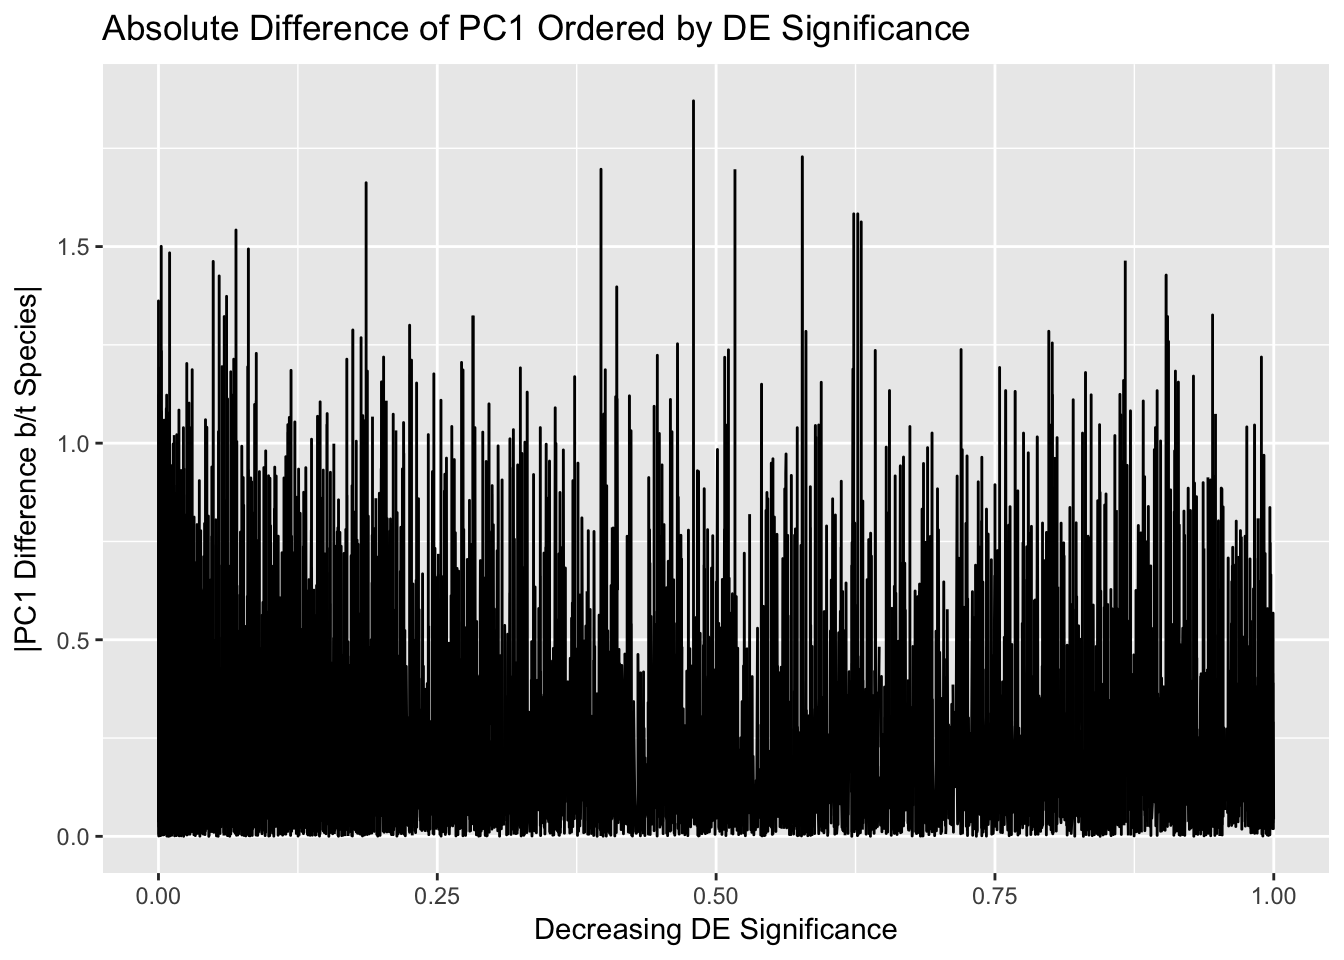 Absolute Difference of PC1 Ordered by DE Significance
|PC1 Difference b/t Species|
1.5
1.0
0.5
0.0
0.00 0.25 0.50 0.75 1.00
Decreasing DE Significance